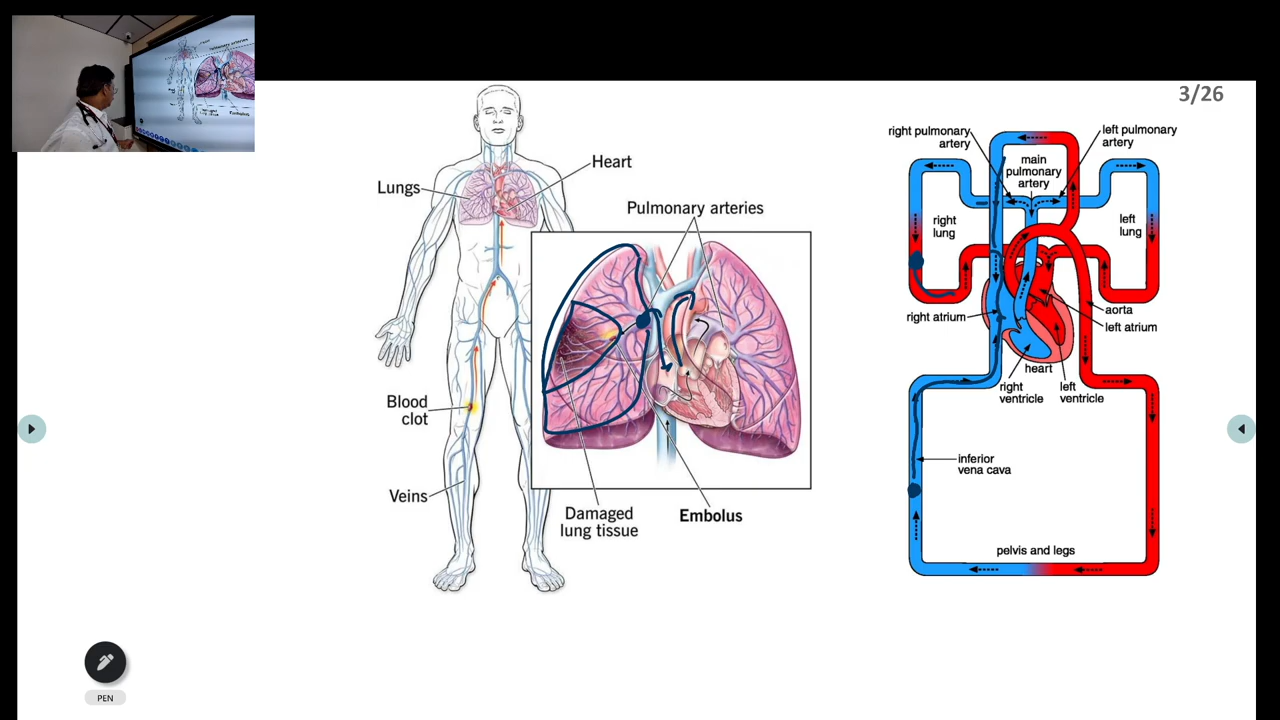 3/26
Heart
Lungs
Pulmonary arteries
Blood
clot
Veins
Damaged
lung tissue
Embolus
right pulmonary
artery
left pulmonary
artery
main
pulmonary
artery
right
lung
left
lung
right atrium
aorta
left atrium
heart
right
ventricle
left
ventricle
inferior
vena cava
pelvis and legs
PEN